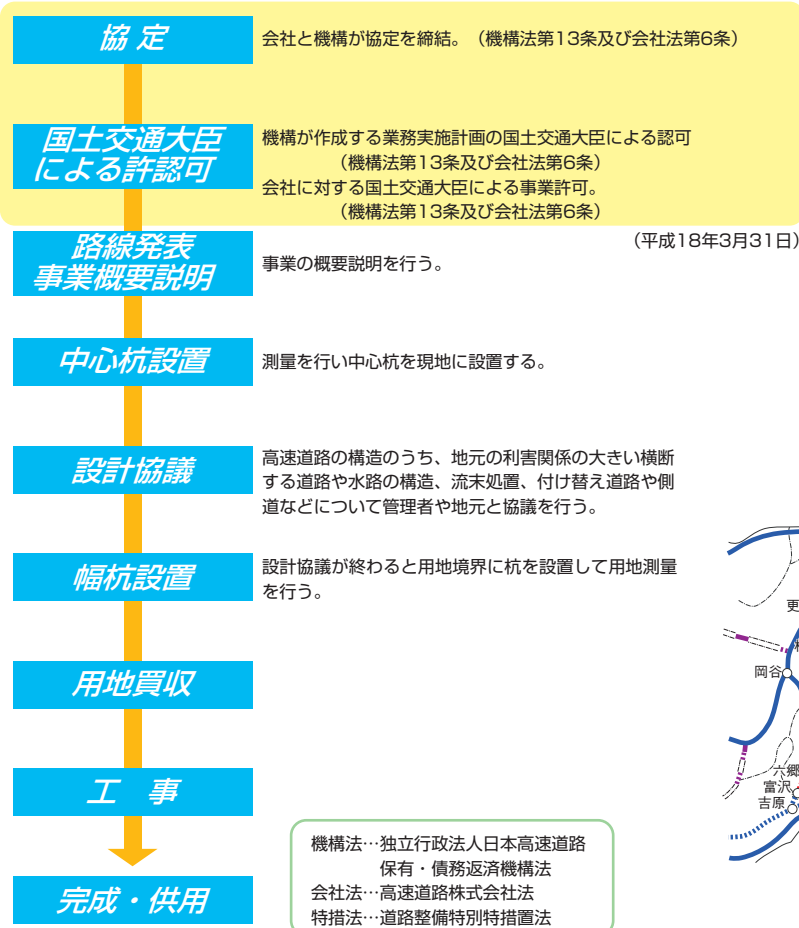 協 定
会社と機構が協定を締結。（機構法第13条及び会社法第6条）
国土交通大臣
による許認可
機構が作成する業務実施計画の国土交通大臣による認可
（機構法第13条及び会社法第6条）
会社に対する国土交通大臣による事業許可。
（機構法第13条及び会社法第6条）
（平成18年3月31日）
路線発表
事業概要説明
事業の概要説明を行う。
中心杭設置
測量を行い中心杭を現地に設置する。
設計協議
高速道路の構造のうち、地元の利害関係の大きい横断
する道路や水路の構造、流末処置、付け替え道路や側
道などについて管理者や地元と協議を行う。
幅杭設置
設計協議が終わると用地境界に杭を設置して用地測量
を行う。
用地買収
工 事
完成・供用
機構法…独立行政法人日本高速道路
保有・債務返済機構法
会社法…高速道路株式会社法
特措法…道路整備特別特措置法
更
岡谷
六郷
富沢
吉原